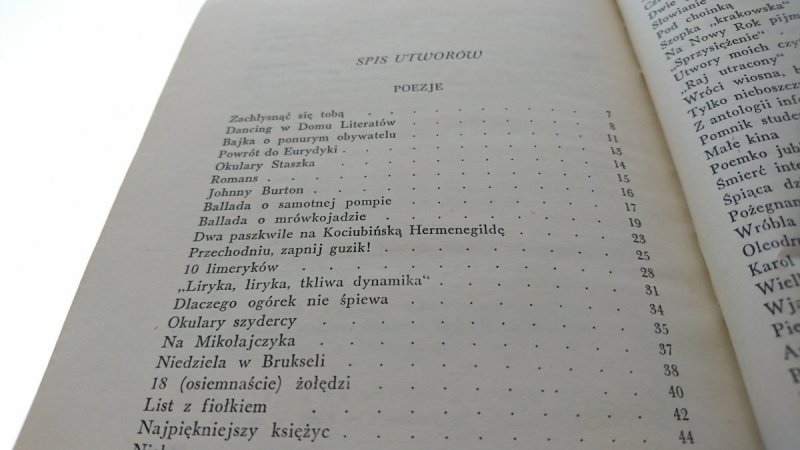 SPIS UTWORÓW
POEZJE
Zachłysnąć się tobą . . . . . . . . 7
Dancing w Domu Literatów . . . . . . . 8
Bajka o ponurym obywatelu . . . . . . . 11
Powrót do Eurydyki . . . . . . . . 13
Okulary Staszka . . . . . . . . 14
Romans . . . . . . . . . 15
Johnny Burton . . . . . . . . 16
Ballada o samotnej pompie . . . . . . . 17
Ballada o mrówkojadzie . . . . . . . 19
Dwa paszkwile na Kociubińską Hermenegildę . . . . 23
Przechodniu, zapnij guzik! . . . . . . . 25
10 limeryków . . . . . . . . 28
„Liryka, liryka, tkliwa dynamika“ . . . . . . 31
Dlaczego ogórek nie śpiewa . . . . . . 34
Okulary szydercy . . . . . . . . 35
Na Mikołajczyka . . . . . . . . 37
Niedziela w Brukseli . . . . . . . 38
18 (osiemnaście) żołędzi . . . . . . . 40
List z fiołkiem . . . . . . . 42
Najpiękniejszy księżyc . . . . . . . 44
Dwie
Słowianie
Pod choinką
Szopka „krakowska“
Na Nowy Rok
„Sprzysiężenie“ .
Utwory moich
„Raj utracony“
Wróci wiosna,
Tylko
Z antologii
Pomnik
Małe kina
Poemko
Śmierć
Śpiąca
Wróbla
Karol